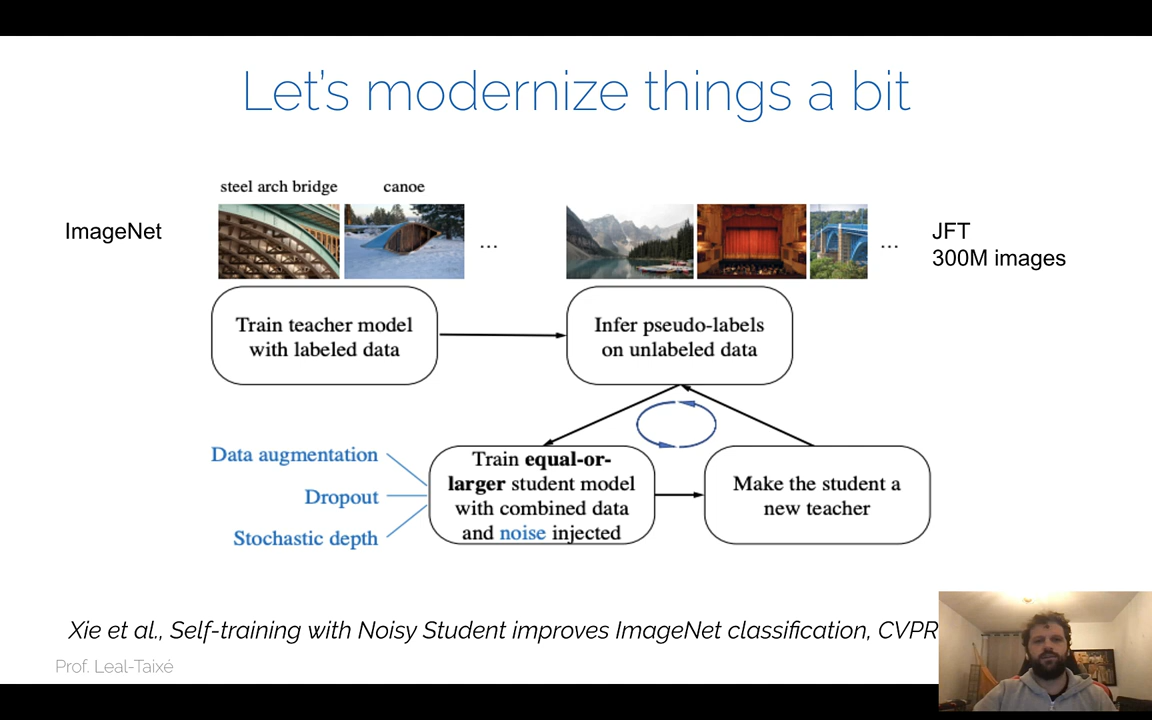 Let's modernize things a bit
steel arch bridge
canoe
ImageNet
...
...
JFT
300M images
Train teacher model
with labeled data
Infer pseudo-labels
on unlabeled data
Data augmentation
Dropout
Stochastic depth
Train equal-or-
larger student model
with combined data
and noise injected
Make the student a
new teacher
Xie et al., Self-training with Noisy Student improves ImageNet classification, CVPR
Prof. Leal-Taixé